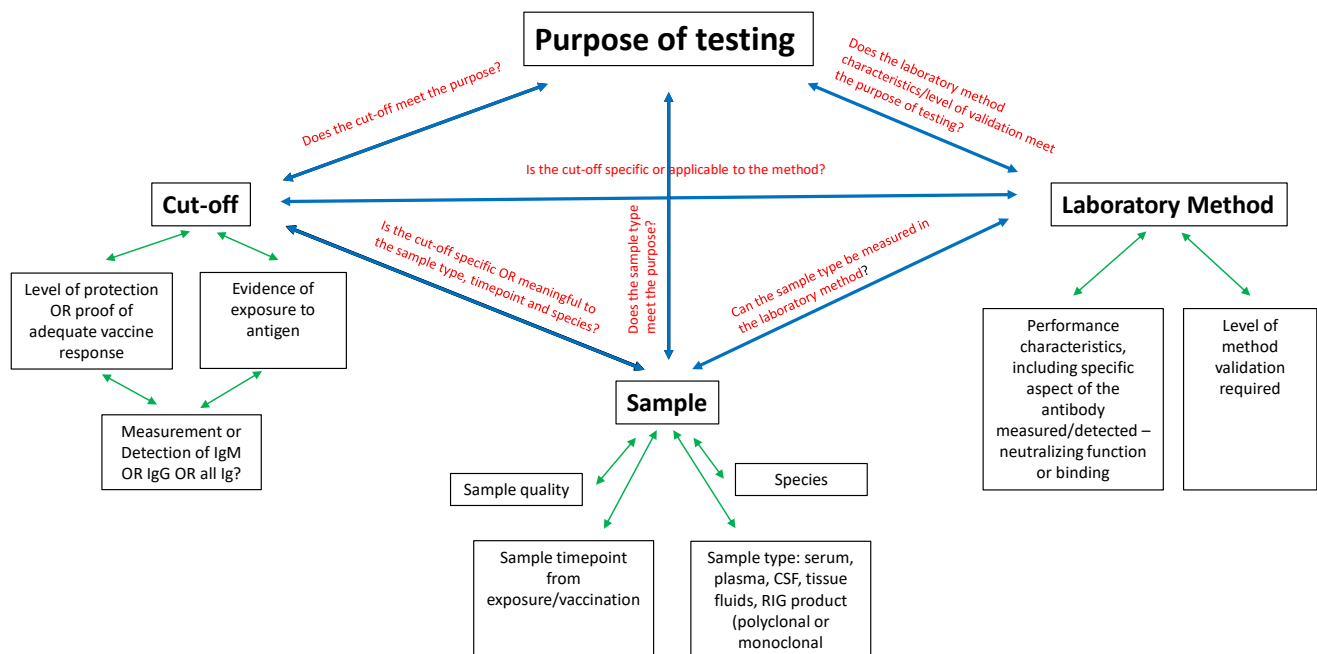 Purpose of testing
Does the cut-off meet the purpose?
Does the laboratory method
characteristics/level of validation meet
the purpose of testing?
Is the cut-off specific or applicable to the method?
Cut-off
Laboratory Method
Is the cut-off specific OR meaningful to
the sample type, timepoint and species?
Does the sample type
meet the purpose?
Can the sample type be measured in
the laboratory method?
Level of protection
OR proof of
adequate vaccine
response
Evidence of
exposure to
antigen
Measurement or
Detection of IgM
OR IgG OR all Ig?
Sample
Performance
characteristics,
including specific
aspect of the
antibody
measured/detected –
neutralizing function
or binding
Level of
method
validation
required
Sample quality
Species
Sample timepoint
from
exposure/vaccination
Sample type: serum,
plasma, CSF, tissue
fluids, RIG product
(polyclonal or
monoclonal